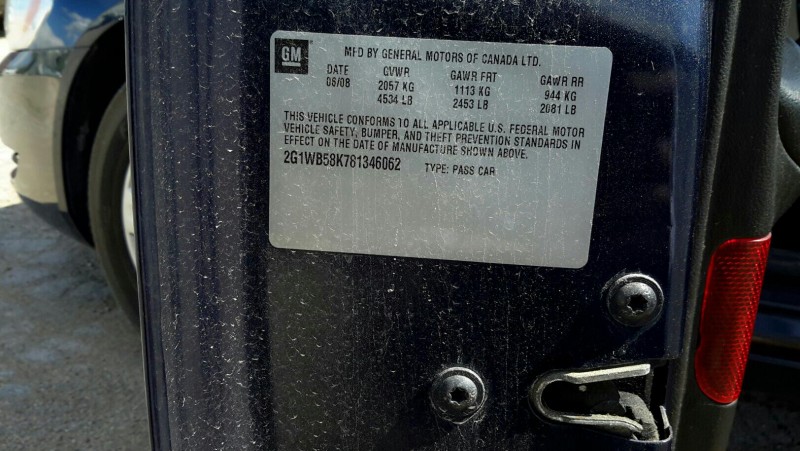 GM
MFD BY GENERAL MOTORS OF CANADA LTD.
DATE GVWR GAWR FRT GAWR RR
06/08 2057 KG 1113 KG 944 KG
4534 LB 2453 LB 2081 LB
THIS VEHICLE CONFORMS TO ALL APPLICABLE U.S. FEDERAL MOTOR
VEHICLE SAFETY, BUMPER, AND THEFT PREVENTION STANDARDS IN
EFFECT ON THE DATE OF MANUFACTURE SHOWN ABOVE.
2G1WB58K781346062 TYPE: PASS CAR